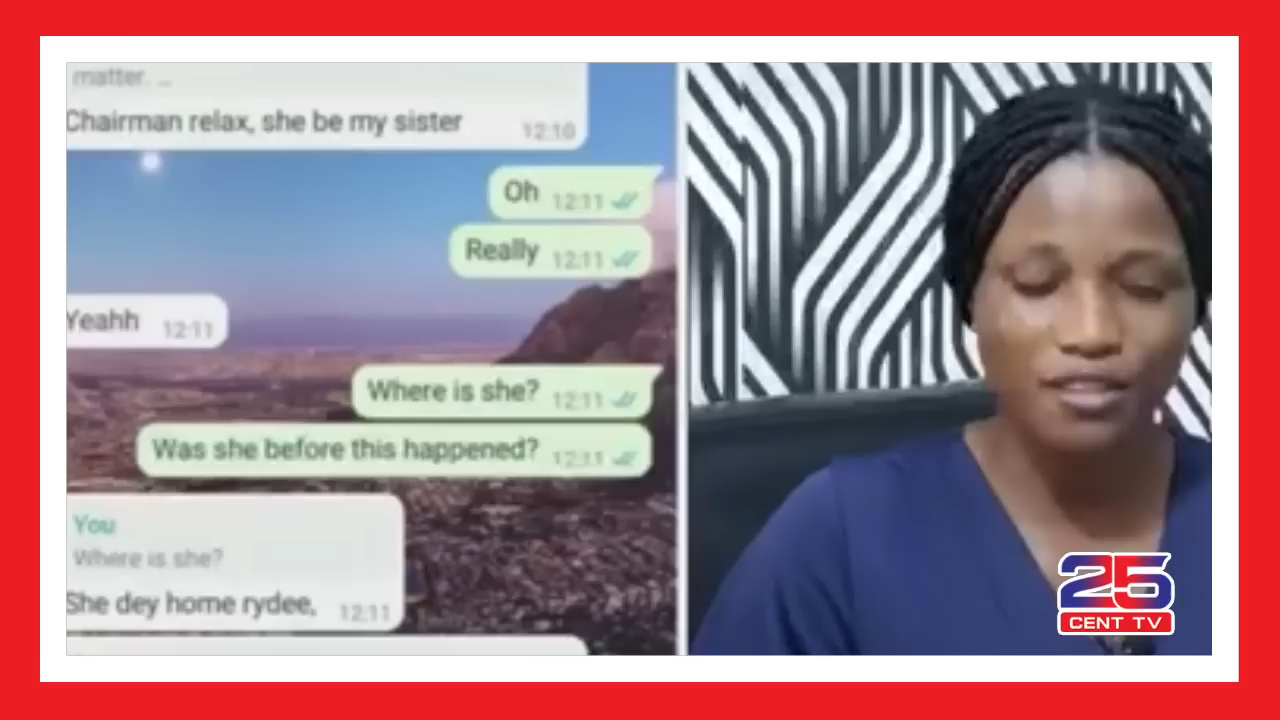 matter. ...
Chairman relax, she be my sister
12:10
Oh
12:11
Really
12:11
Yeahh
12:11
Where is she?
12:11
Was she before this happened?
12:11
You
Where is she?
She dey home rydee,
12:11
25
CENT TV